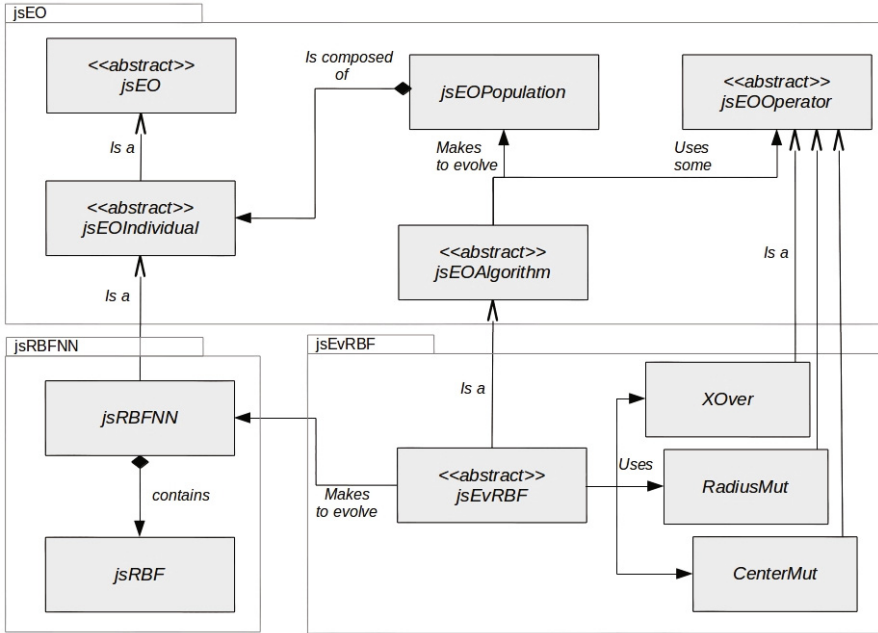 jsEO
<<abstract>>
jsEO
Is composed
of
jsEOPopulation
<<abstract>>
jsEOOperator
Is a
Makes
to evolve
Uses
some
<<abstract>>
jsEOIndividual
<<abstract>>
jsEOAlgorithm
Is a
Is a
jsRBFNN
jsEvRBF
jsRBFNN
Is a
XOver
<<abstract>>
jsEvRBF
Uses
RadiusMut
contains
Makes
to evolve
jsRBF
CenterMut